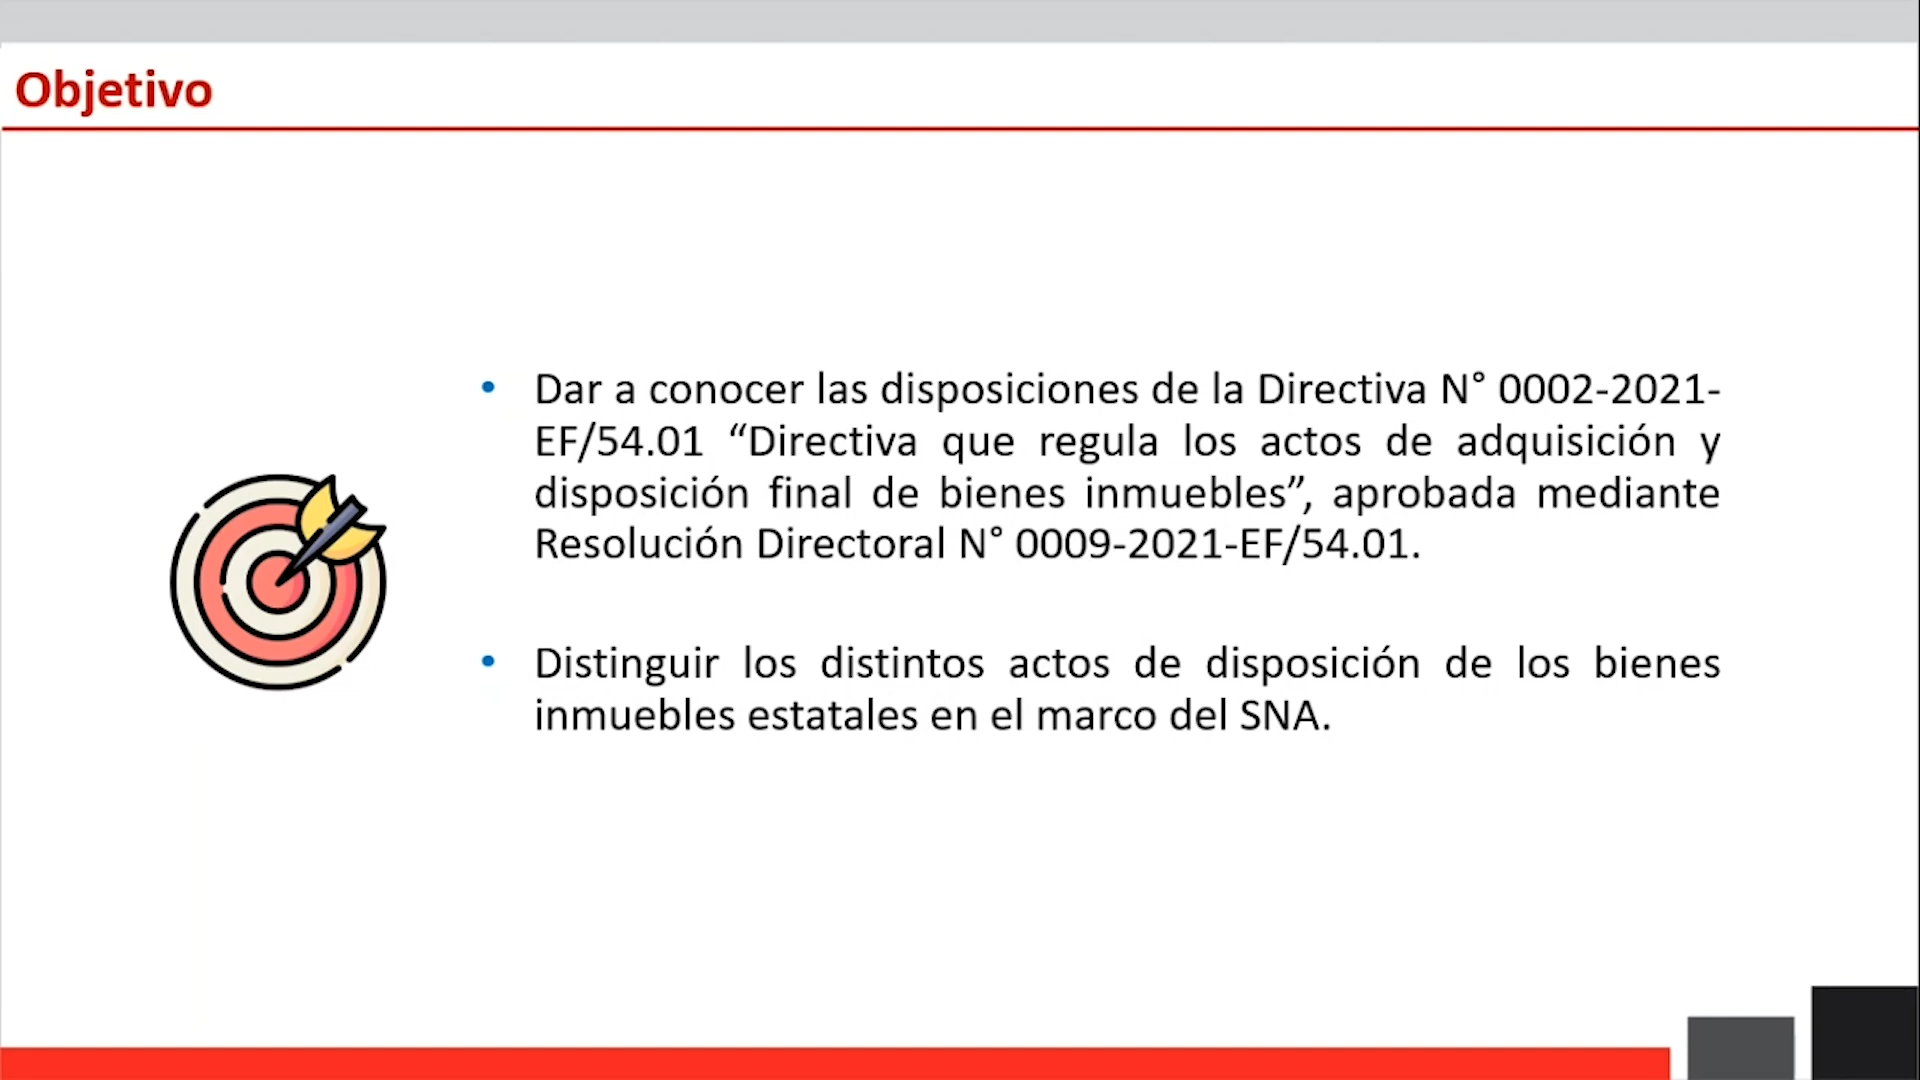 Objetivo
• Dar a conocer las disposiciones de la Directiva N° 0002-2021-
EF/54.01 “Directiva que regula los actos de adquisición y
disposición final de bienes inmuebles”, aprobada mediante
Resolución Directoral N° 0009-2021-EF/54.01.
• Distinguir los distintos actos de disposición de los bienes
inmuebles estatales en el marco del SNA.